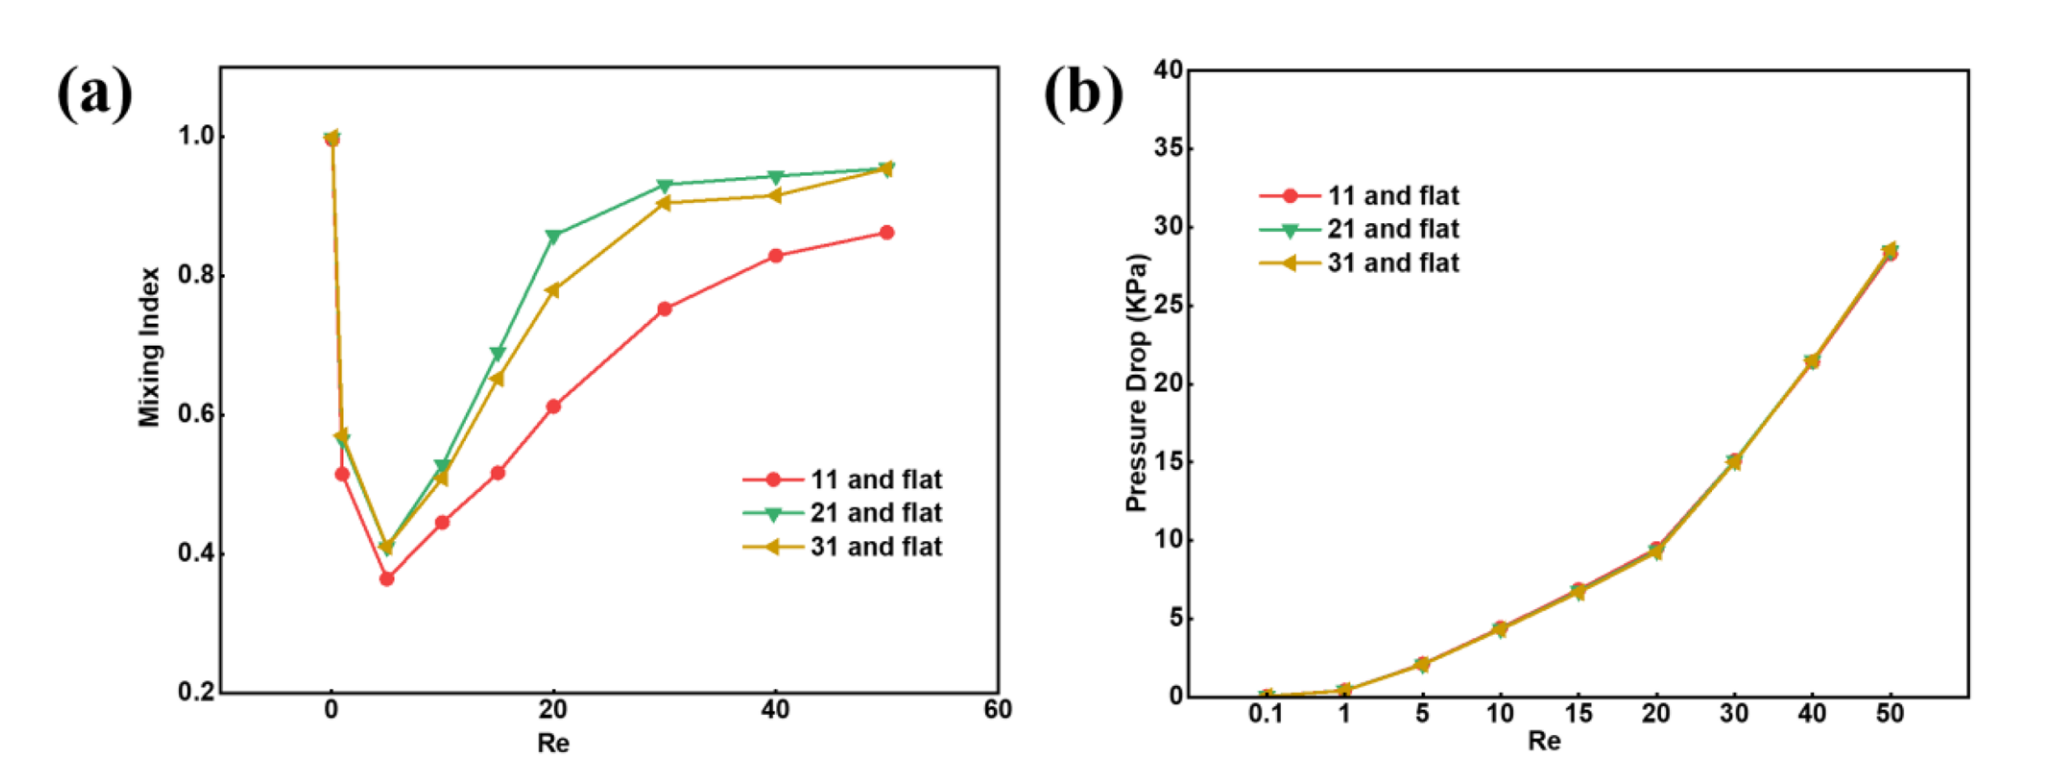 (a)
1.0
0.8
0.6
0.4
0.2
Mixing Index
11 and flat
21 and flat
31 and flat
0 20 40 60
Re
(b)
40
35
30
25
20
15
10
5
0
Pressure Drop (KPa)
11 and flat
21 and flat
31 and flat
0.1 1 5 10 15 20 30 40 50
Re